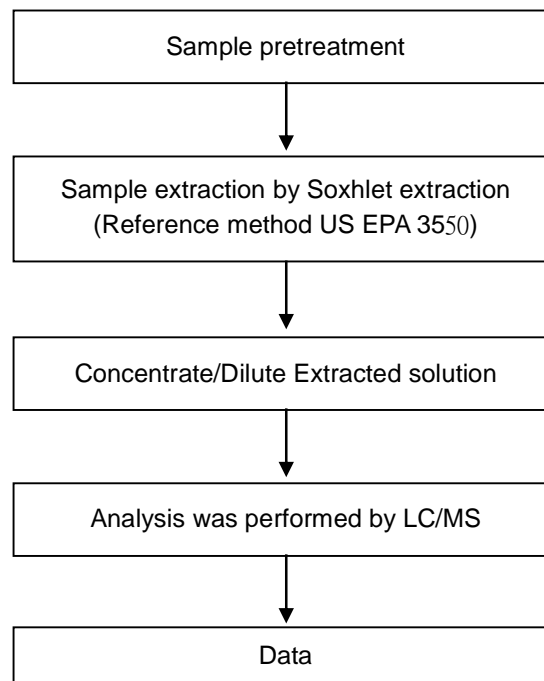 Sample pretreatment
Sample extraction by Soxhlet extraction
(Reference method US EPA 3550)
Concentrate/Dilute Extracted solution
Analysis was performed by LC/MS
Data